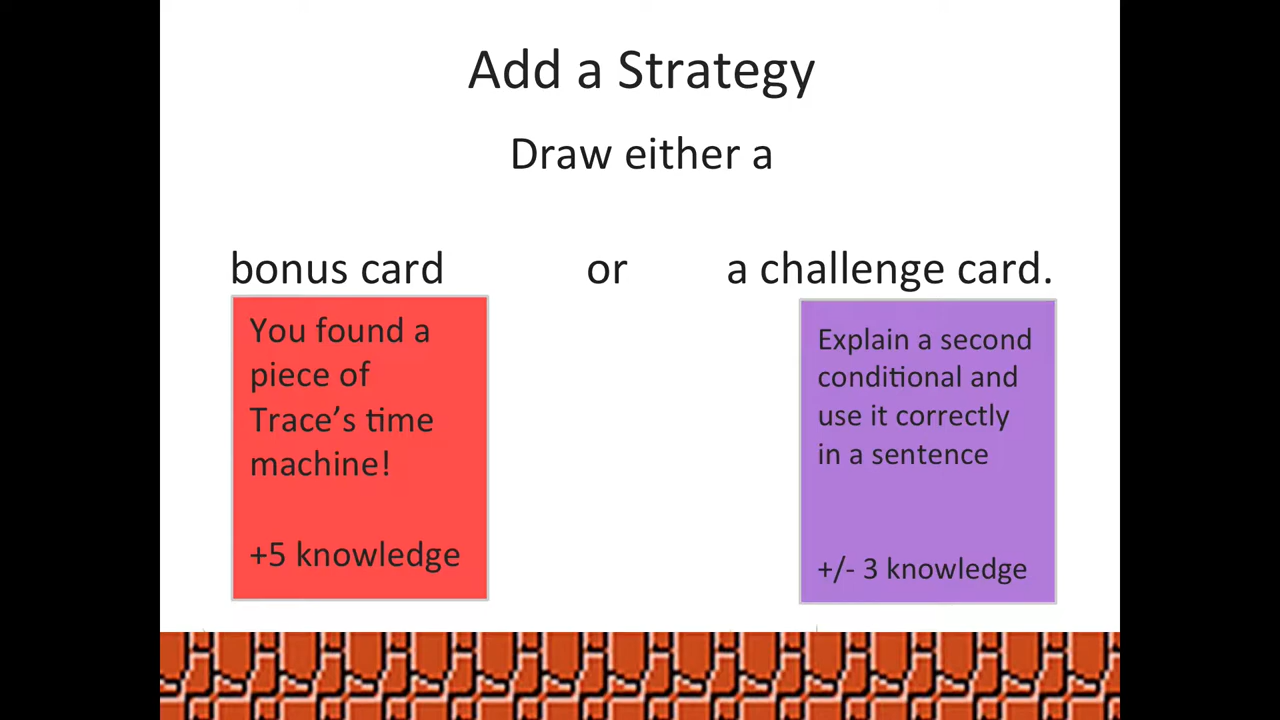 Add a Strategy
Draw either a
bonus card or a challenge card.
You found a
piece of
Trace’s time
machine!
+5 knowledge
Explain a second
conditional and
use it correctly
in a sentence
+/- 3 knowledge